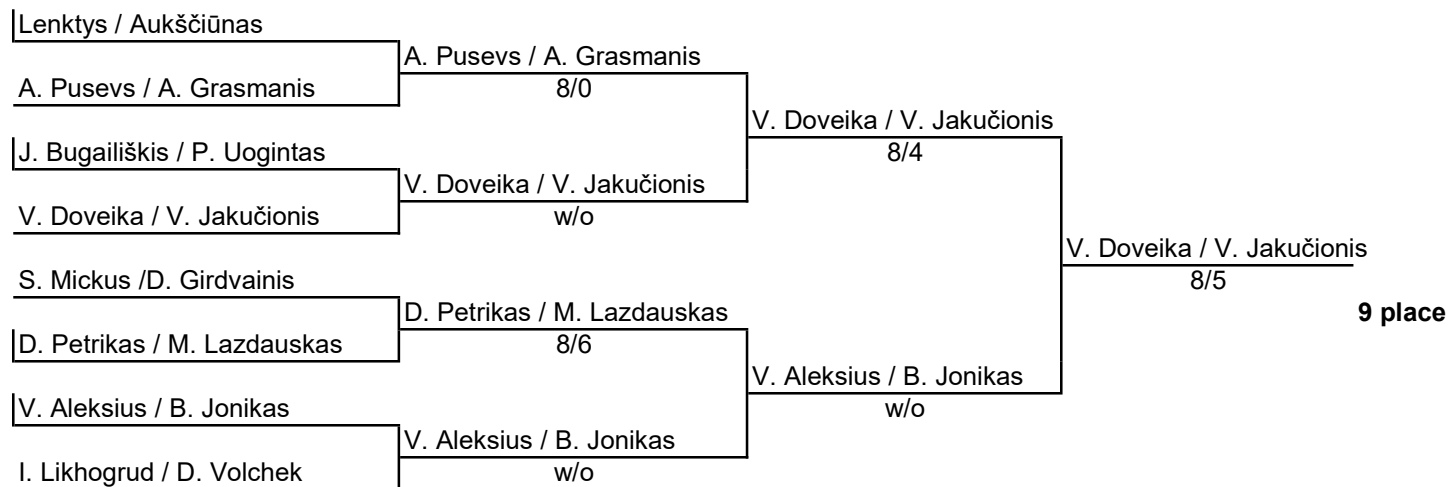 Lenktys / Aukščiūnas
A. Pusevs / A. Grasmanis
A. Pusevs / A. Grasmanis
8/0
V. Doveika / V. Jakučionis
8/4
J. Bugailiškis / P. Uogintas
V. Doveika / V. Jakučionis
w/o
V. Doveika / V. Jakučionis
V. Doveika / V. Jakučionis
8/5
S. Mickus /D. Girdvainis
D. Petrikas / M. Lazdauskas
8/6
9 place
D. Petrikas / M. Lazdauskas
V. Aleksius / B. Jonikas
w/o
V. Aleksius / B. Jonikas
V. Aleksius / B. Jonikas
w/o
I. Likhogrud / D. Volchek